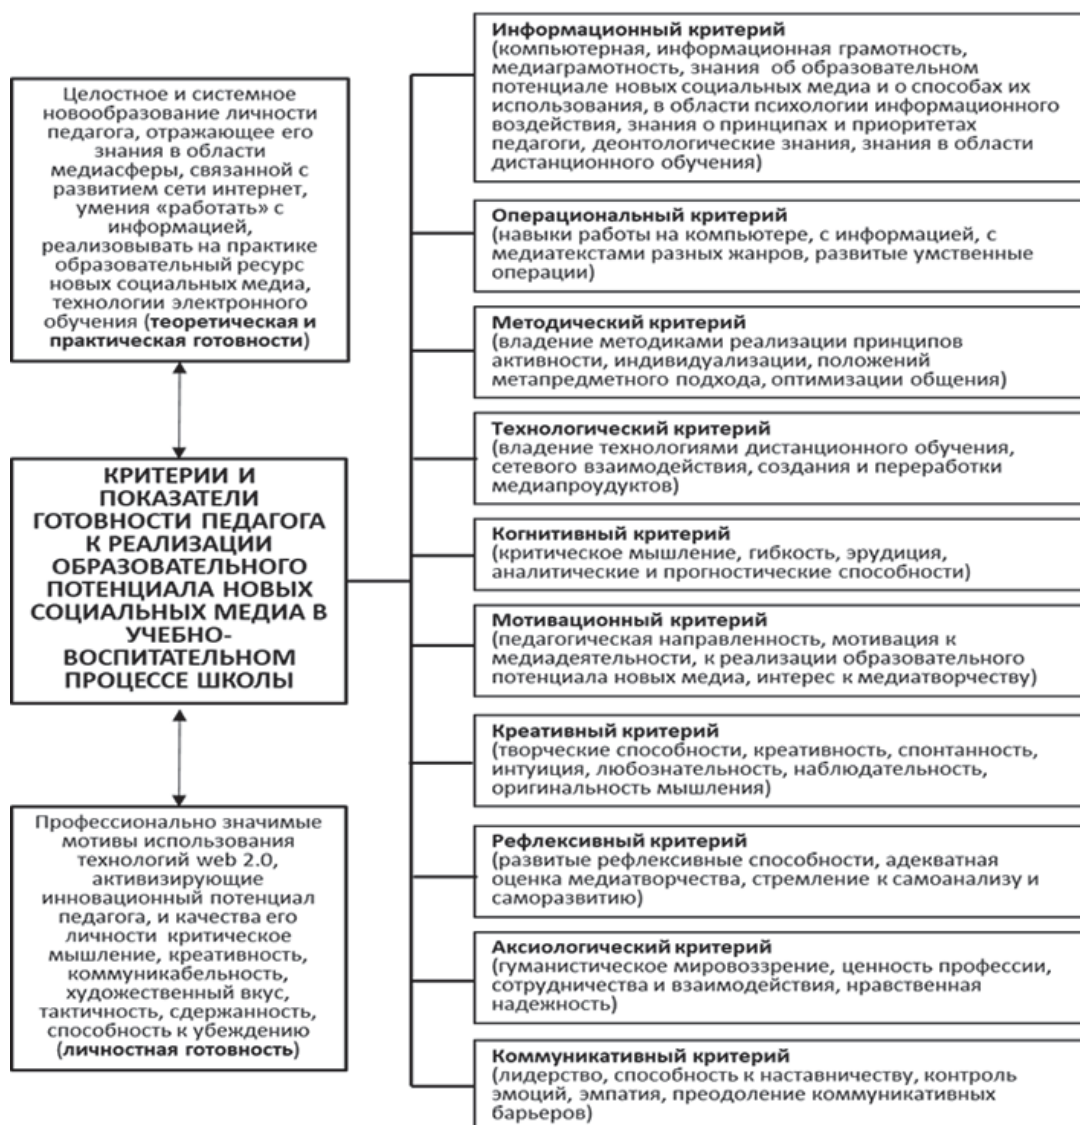 Целостное и системное
новообразование личности
педагога, отражающее его
знания в области
медиасферы, связанной с
развитием сети интернет,
умения «работать» с
информацией,
реализовывать на практике
образовательный ресурс
новых социальных медиа,
технологии электронного
обучения (теоретическая и
практическая готовности)
КРИТЕРИИ И
ПОКАЗАТЕЛИ
ГОТОВНОСТИ ПЕДАГОГА
К РЕАЛИЗАЦИИ
ОБРАЗОВАТЕЛЬНОГО
ПОТЕНЦИАЛА НОВЫХ
СОЦИАЛЬНЫХ МЕДИА В
УЧЕБНО-
ВОСПИТАТЕЛЬНОМ
ПРОЦЕССЕ ШКОЛЫ
Профессионально значимые
мотивы использования
технологий web 2.0,
активизирующие
инновационный потенциал
педагога, и качества его
личности критическое
мышление, креативность,
коммуникабельность,
художественный вкус,
тактичность, сдержанность,
способность к убеждению
(личностная готовность)
Информационный критерий
(компьютерная, информационная грамотность,
медиаграмотность, знания об образовательном
потенциале новых социальных медиа и о способах их
использования, в области психологии информационного
воздействия, знания о принципах и приоритетах
педагоги, деонтологические знания, знания в области
дистанционного обучения)
Операциональный критерий
(навыки работы на компьютере, с информацией, с
медиатекстами разных жанров, развитые умственные
операции)
Методический критерий
(владение методиками реализации принципов
активности, индивидуализации, положений
метапредметного подхода, оптимизации общения)
Технологический критерий
(владение технологиями дистанционного обучения,
сетевого взаимодействия, создания и переработки
медиапроудуктов)
Когнитивный критерий
(критическое мышление, гибкость, эрудиция,
аналитические и прогностические способности)
Мотивационный критерий
(педагогическая направленность, мотивация к
медиадеятельности, к реализации образовательного
потенциала новых медиа, интерес к медиатворчеству)
Креативный критерий
(творческие способности, креативность, спонтанность,
интуиция, любознательность, наблюдательность,
оригинальность мышления)
Рефлексивный критерий
(развитые рефлексивные способности, адекватная
оценка медиатворчества, стремление к самоанализу и
саморазвитию)
Аксиологический критерий
(гуманистическое мировоззрение, ценность профессии,
сотрудничества и взаимодействия, нравственная
надежность)
Коммуникативный критерий
(лидерство, способность к наставничеству, контроль
эмоций, эмпатия, преодоление коммуникативных
барьеров)